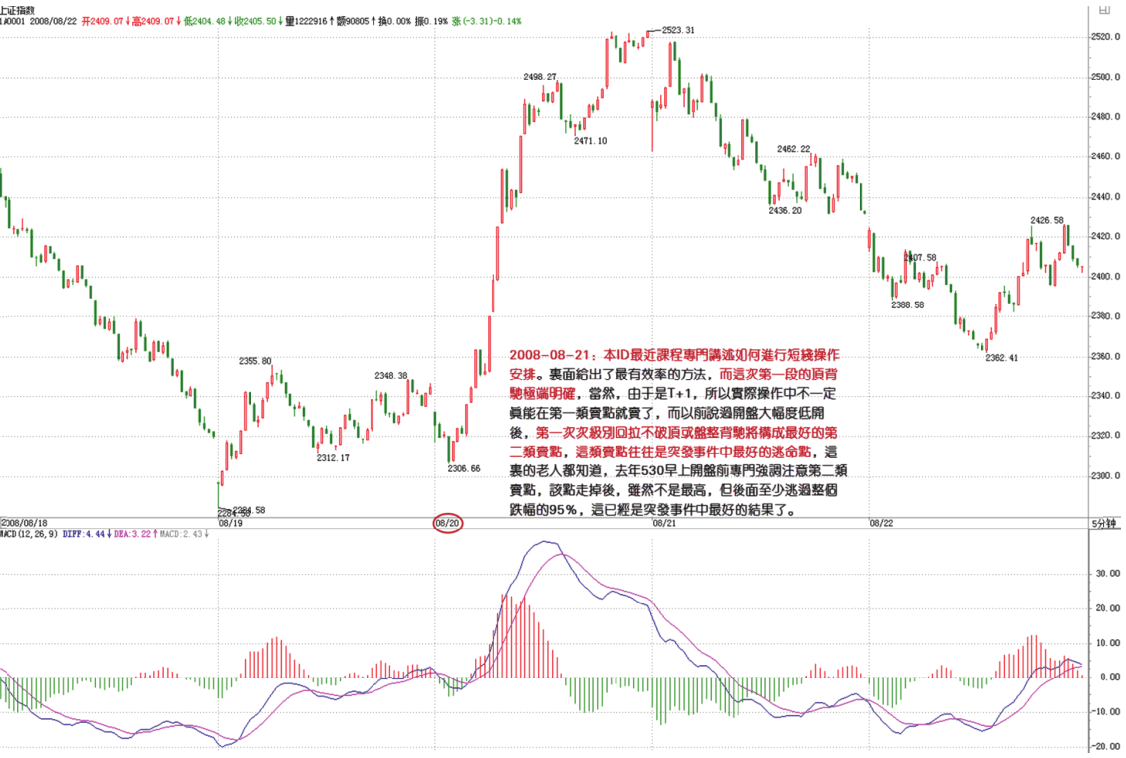 上证指数
2008/08/22 开2409.07↓高2409.07↓低2404.48↓收2405.50↓量1222916↑额90805↑换0.00% 振0.19% 涨(-3.31)-0.14%
2523.31
2520.0
2498.27
2500.0
2480.0
2471.10
2462.22
2460.0
2440.0
2436.20
2426.58
2420.0
2407.58
2400.0
2388.58
2380.0
2362.41
2360.0
2355.80
2348.38
2340.0
2320.0
2312.17
2306.66
2300.0
2284.58
2008-08-21：本ID最近課程專門講述如何進行短綫操作
安排。裏面給出了最有效率的方法，而這次第一段的頂背
馳極端明確，當然，由于是T+1，所以實際操作中不一定
真能在第一類賣點就賣了，而以前說過開盤大幅度低開
後，第一次次級別回拉不破頂或盤整背馳將構成最好的第
二類賣點，這類賣點往往是突發事件中最好的逃命點，這
裏的老人都知道，去年530早上開盤前專門強調注意第二類
賣點，該點走掉後，雖然不是最高，但後面至少逃過整個
跌幅的95%，這已經是突發事件中最好的結果了。
2008/08/18 08/19 08/20 08/21 08/22 5分钟
MACD(12,26,9) DIFF:4.44↓ DEA:3.22↑ MACD:2.43↓
30.00
20.00
10.00
0.00
-10.00
-20.00